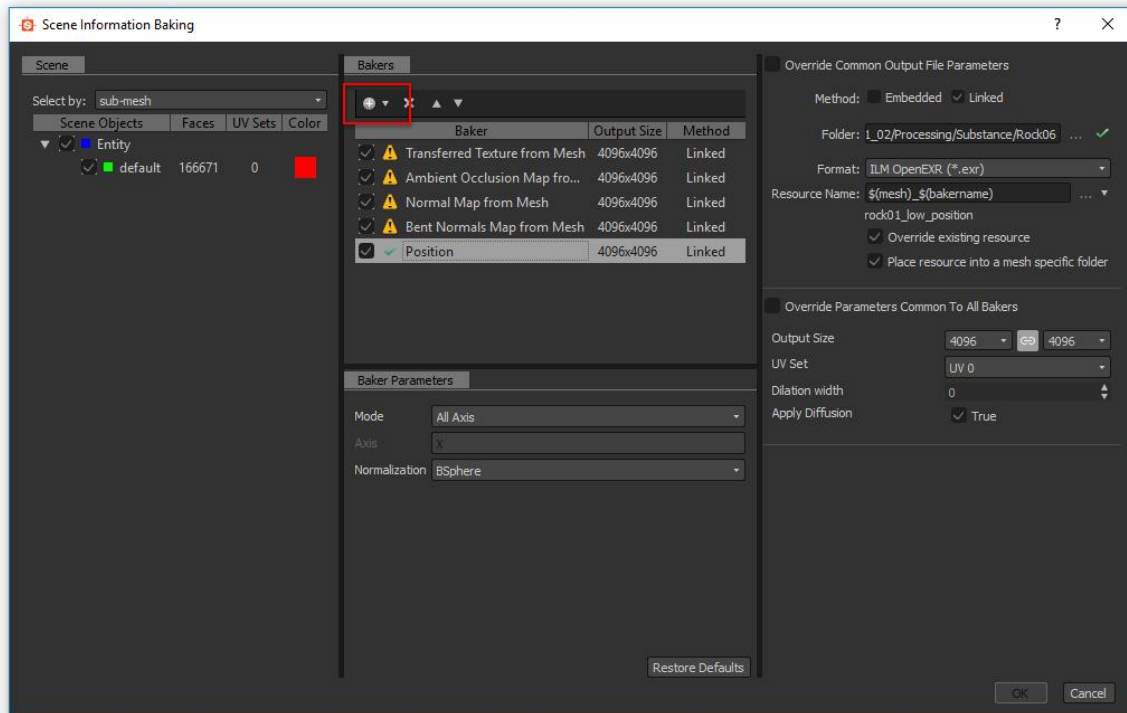 Scene Information Baking
?
Scene
Select by: sub-mesh
Scene Objects Faces UV Sets Color
Entity
default 166671 0
Bakers
Baker Output Size Method
Transferred Texture from Mesh 4096x4096 Linked
Ambient Occlusion Map fro... 4096x4096 Linked
Normal Map from Mesh 4096x4096 Linked
Bent Normals Map from Mesh 4096x4096 Linked
Position 4096x4096 Linked
Baker Parameters
Mode All Axis
Axis X
Normalization BSphere
Restore Defaults
Override Common Output File Parameters
Method: Embedded Linked
Folder: 1_02/Processing/Substance/Rock06 ...
Format: ILM OpenEXR (*.exr)
Resource Name: $(mesh)_$(bakername) ...
rock01_low_position
Override existing resource
Place resource into a mesh specific folder
Override Parameters Common To All Bakers
Output Size 4096 4096
UV Set UV 0
Dilation width 0
Apply Diffusion True
OK Cancel